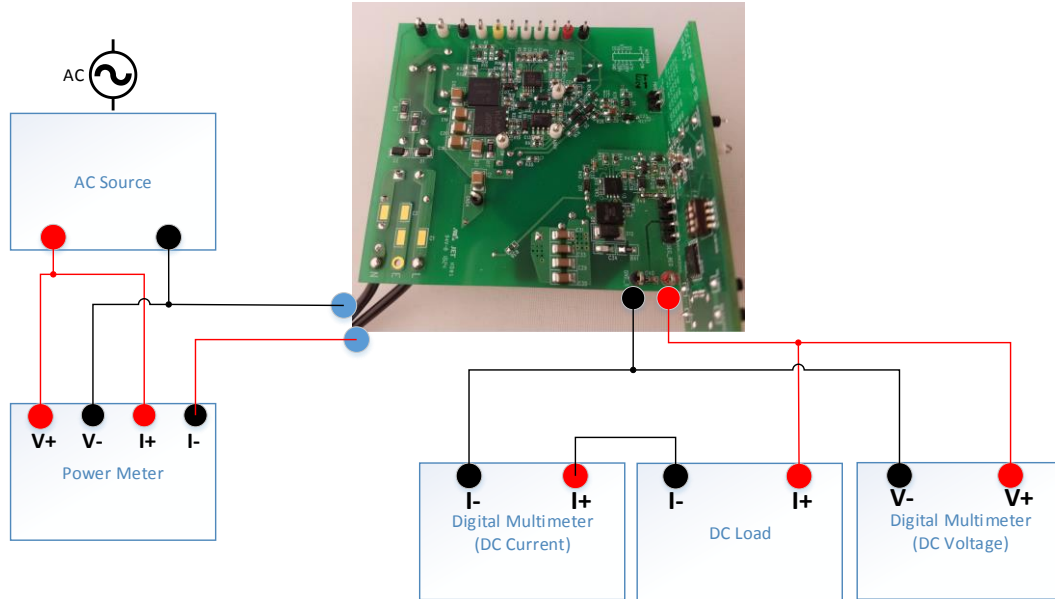 AC
AC Source
V+ V- I+ I-
Power Meter
N E L
I- I+
Digital Multimeter
(DC Current)
I- I+
DC Load
V- V+
Digital Multimeter
(DC Voltage)